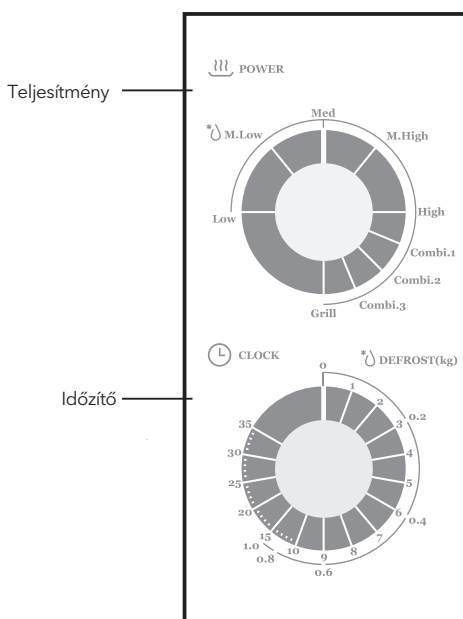 POWER
Teljesítmény
Med
M.Low
M.High
Low
High
Combi.1
Combi.2
Combi.3
Grill
CLOCK
DEFROST(kg)
0
1
2
Időzítő
3
0.2
35
4
30
5
25
6
0.4
20
7
15
10
9
8
1.0
0.8
0.6